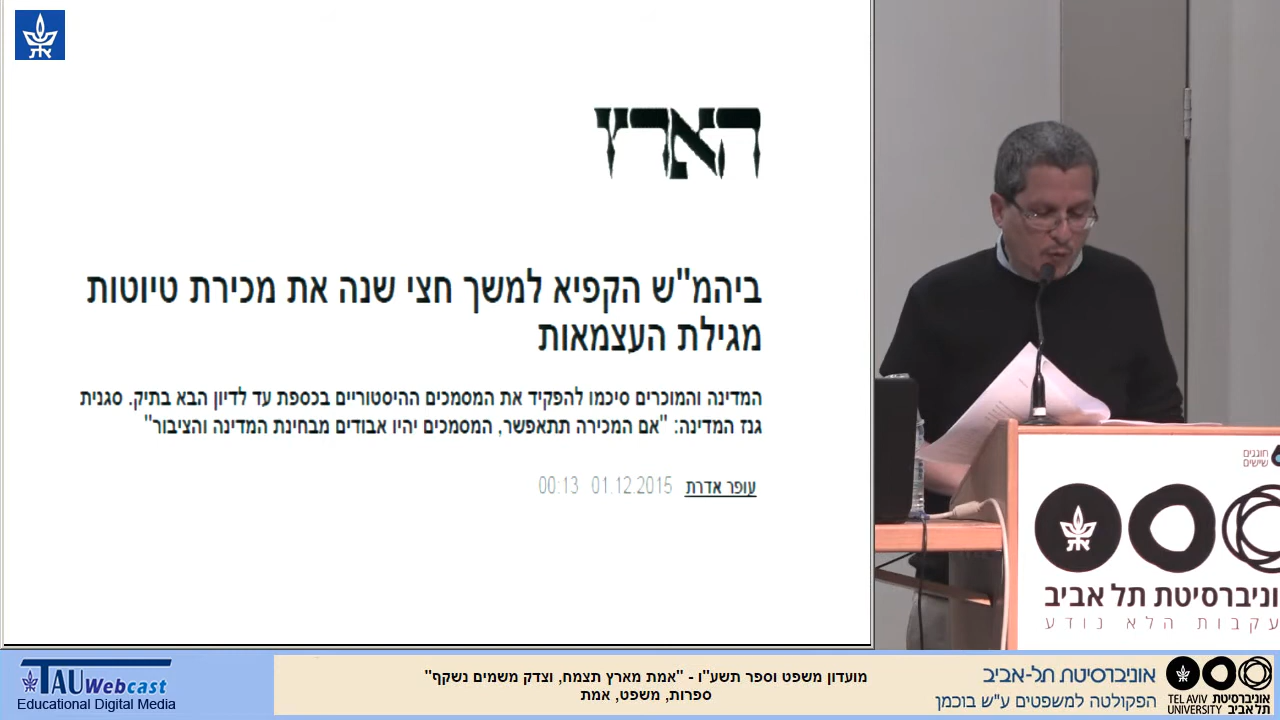 הארץ
ביהמ"ש הקפיא למשך חצי שנה את מכירת טיוטות
מגילת העצמאות
המדינה והמוכרים סיכמו להפקיד את המסמכים ההיסטוריים בכספת עד לדיון הבא בתיק. סגנית
גנז המדינה: "אם המכירה תתאפשר, המסמכים יהיו אבודים מבחינת המדינה והציבור"
עופר אדרת 01.12.2015 00:13
חוגגים
שישים
אוניברסיטת תל אביב
בעקבות הלא נודע
TAU Webcast
Educational Digital Media
מועדון משפט וספר תשע"ו - "אמת מארץ תצמח, וצדק משמים נשקף"
ספרות, משפט, אמת
אוניברסיטת תל-אביב
הפקולטה למשפטים ע"ש בוכמן
TEL AVIV אוניברסיטת
UNIVERSITY תל אביב